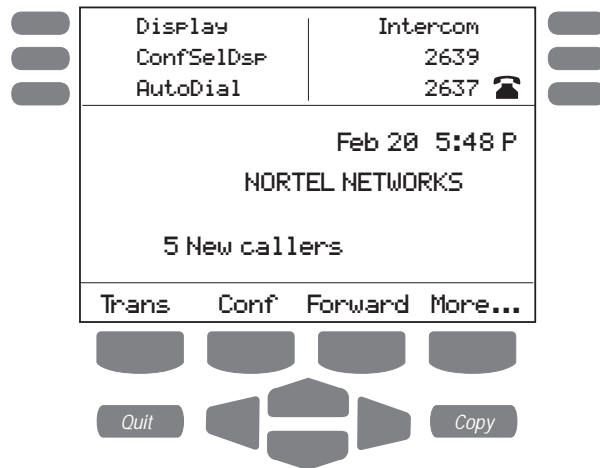 Display Intercom
ConfSelDsp 2639
AutoDial 2637
Feb 20 5:48 P
NORTEL NETWORKS
5 New callers
Trans Conf Forward More...
Quit Copy